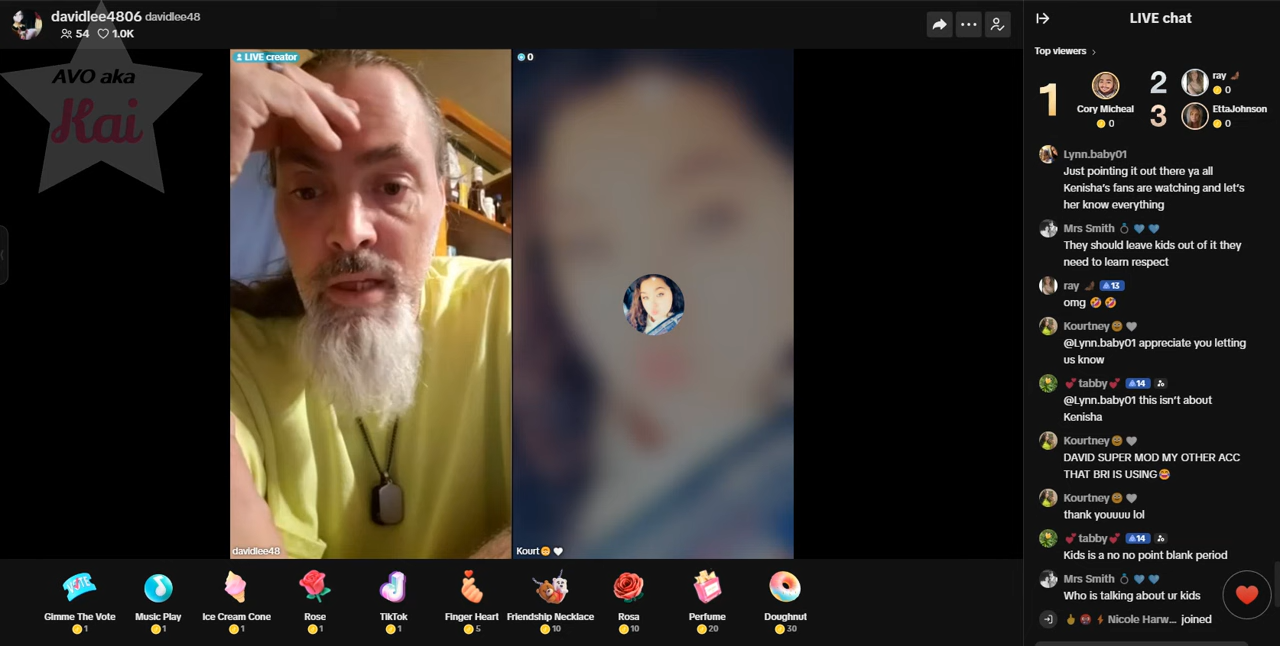 davidlee4806 davidlee48
54 1.0K
AVO aka
Kai
LIVE creator
0
davidlee48
Kourt
Gimme The Vote
1
Music Play
1
Ice Cream Cone
1
Rose
1
TikTok
1
Finger Heart
5
Friendship Necklace
10
Rosa
10
Perfume
20
Doughnut
30
LIVE chat
Top viewers
1
Cory Micheal
0
2
ray
0
3
EttaJohnson
0
Lynn.baby01
Just pointing it out there ya all
Kenisha's fans are watching and let's
her know everything
Mrs Smith
They should leave kids out of it they
need to learn respect
ray 13
omg
Kourtney
@Lynn.baby01 appreciate you letting
us know
tabby 14
@Lynn.baby01 this isn't about
Kenisha
Kourtney
DAVID SUPER MOD MY OTHER ACC
THAT BRI IS USING
Kourtney
thank youuuu lol
tabby 14
Kids is a no no point blank period
Mrs Smith
Who is talking about ur kids
Nicole Harw... joined